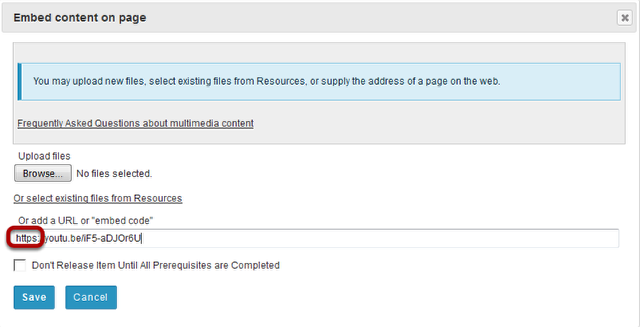 Embed content on page
You may upload new files, select existing files from Resources, or supply the address of a page on the web.
Frequently Asked Questions about multimedia content
Upload files
Browse... No files selected.
Or select existing files from Resources
Or add a URL or "embed code"
https://youtu.be/iF5-aDJOr6U
Don't Release Item Until All Prerequisites are Completed
Save Cancel